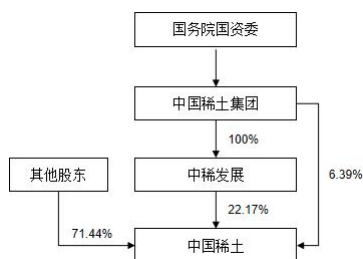 国务院国资委
中国稀土集团
100%
其他股东
中稀发展
6.39%
22.17%
71.44%
中国稀土